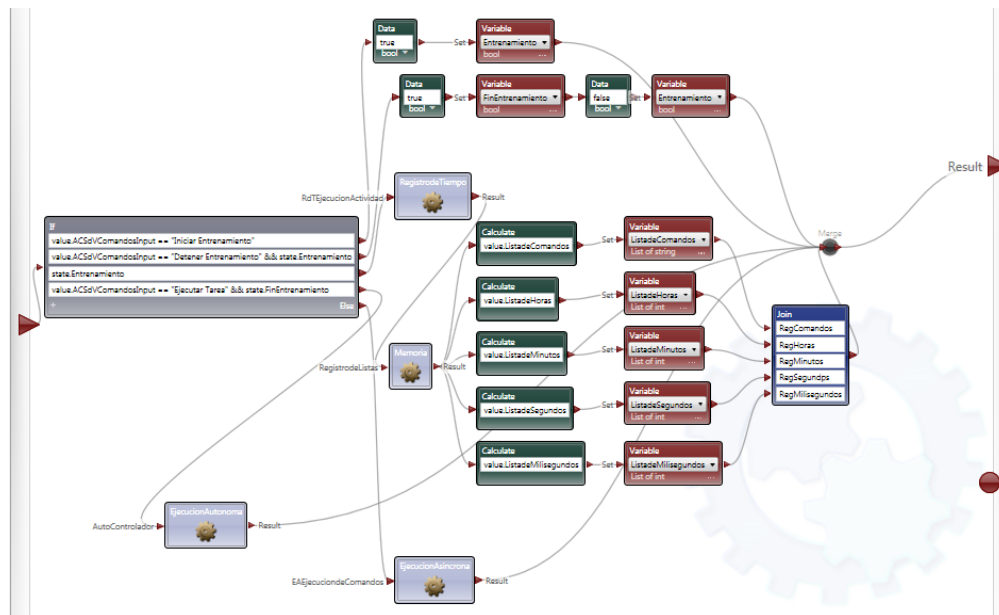 Data
true
bool
Set
Variable
Entrenamiento
bool
...
Data
true
bool
Set
Variable
FinEntrenamiento
bool
...
Data
false
bool
Set
Variable
Entrenamiento
bool
...
Result
RdTEjecucionActividad
RegistrodeTiempo
Result
If
value.ACSdVComandosInput == "Iniciar Entrenamiento"
value.ACSdVComandosInput == "Detener Entrenamiento" && state.Entrenamiento
state.Entrenamiento
value.ACSdVComandosInput == "Ejecutar Tarea" && state.FinEntrenamiento
+
Else
Calculate
value.ListadeComandos
Set
Variable
ListadeComandos
List of string
...
Merge
Calculate
value.ListadeHoras
Set
Variable
ListadeHoras
List of int
...
RegistrodeListas
Memoria
Result
Calculate
value.ListadeMinutos
Set
Variable
ListadeMinutos
List of int
...
Calculate
value.ListadeSegundos
Set
Variable
ListadeSegundos
List of int
...
Calculate
value.ListadeMilisegundos
Set
Variable
ListadeMilisegundos
List of int
...
Join
RegComandos
RegHoras
RegMinutos
RegSegundps
RegMilisegundos
AutoControlador
EjecucionAutonoma
Result
EAEjecuciondeComandos
EjecucionAsincrona
Result